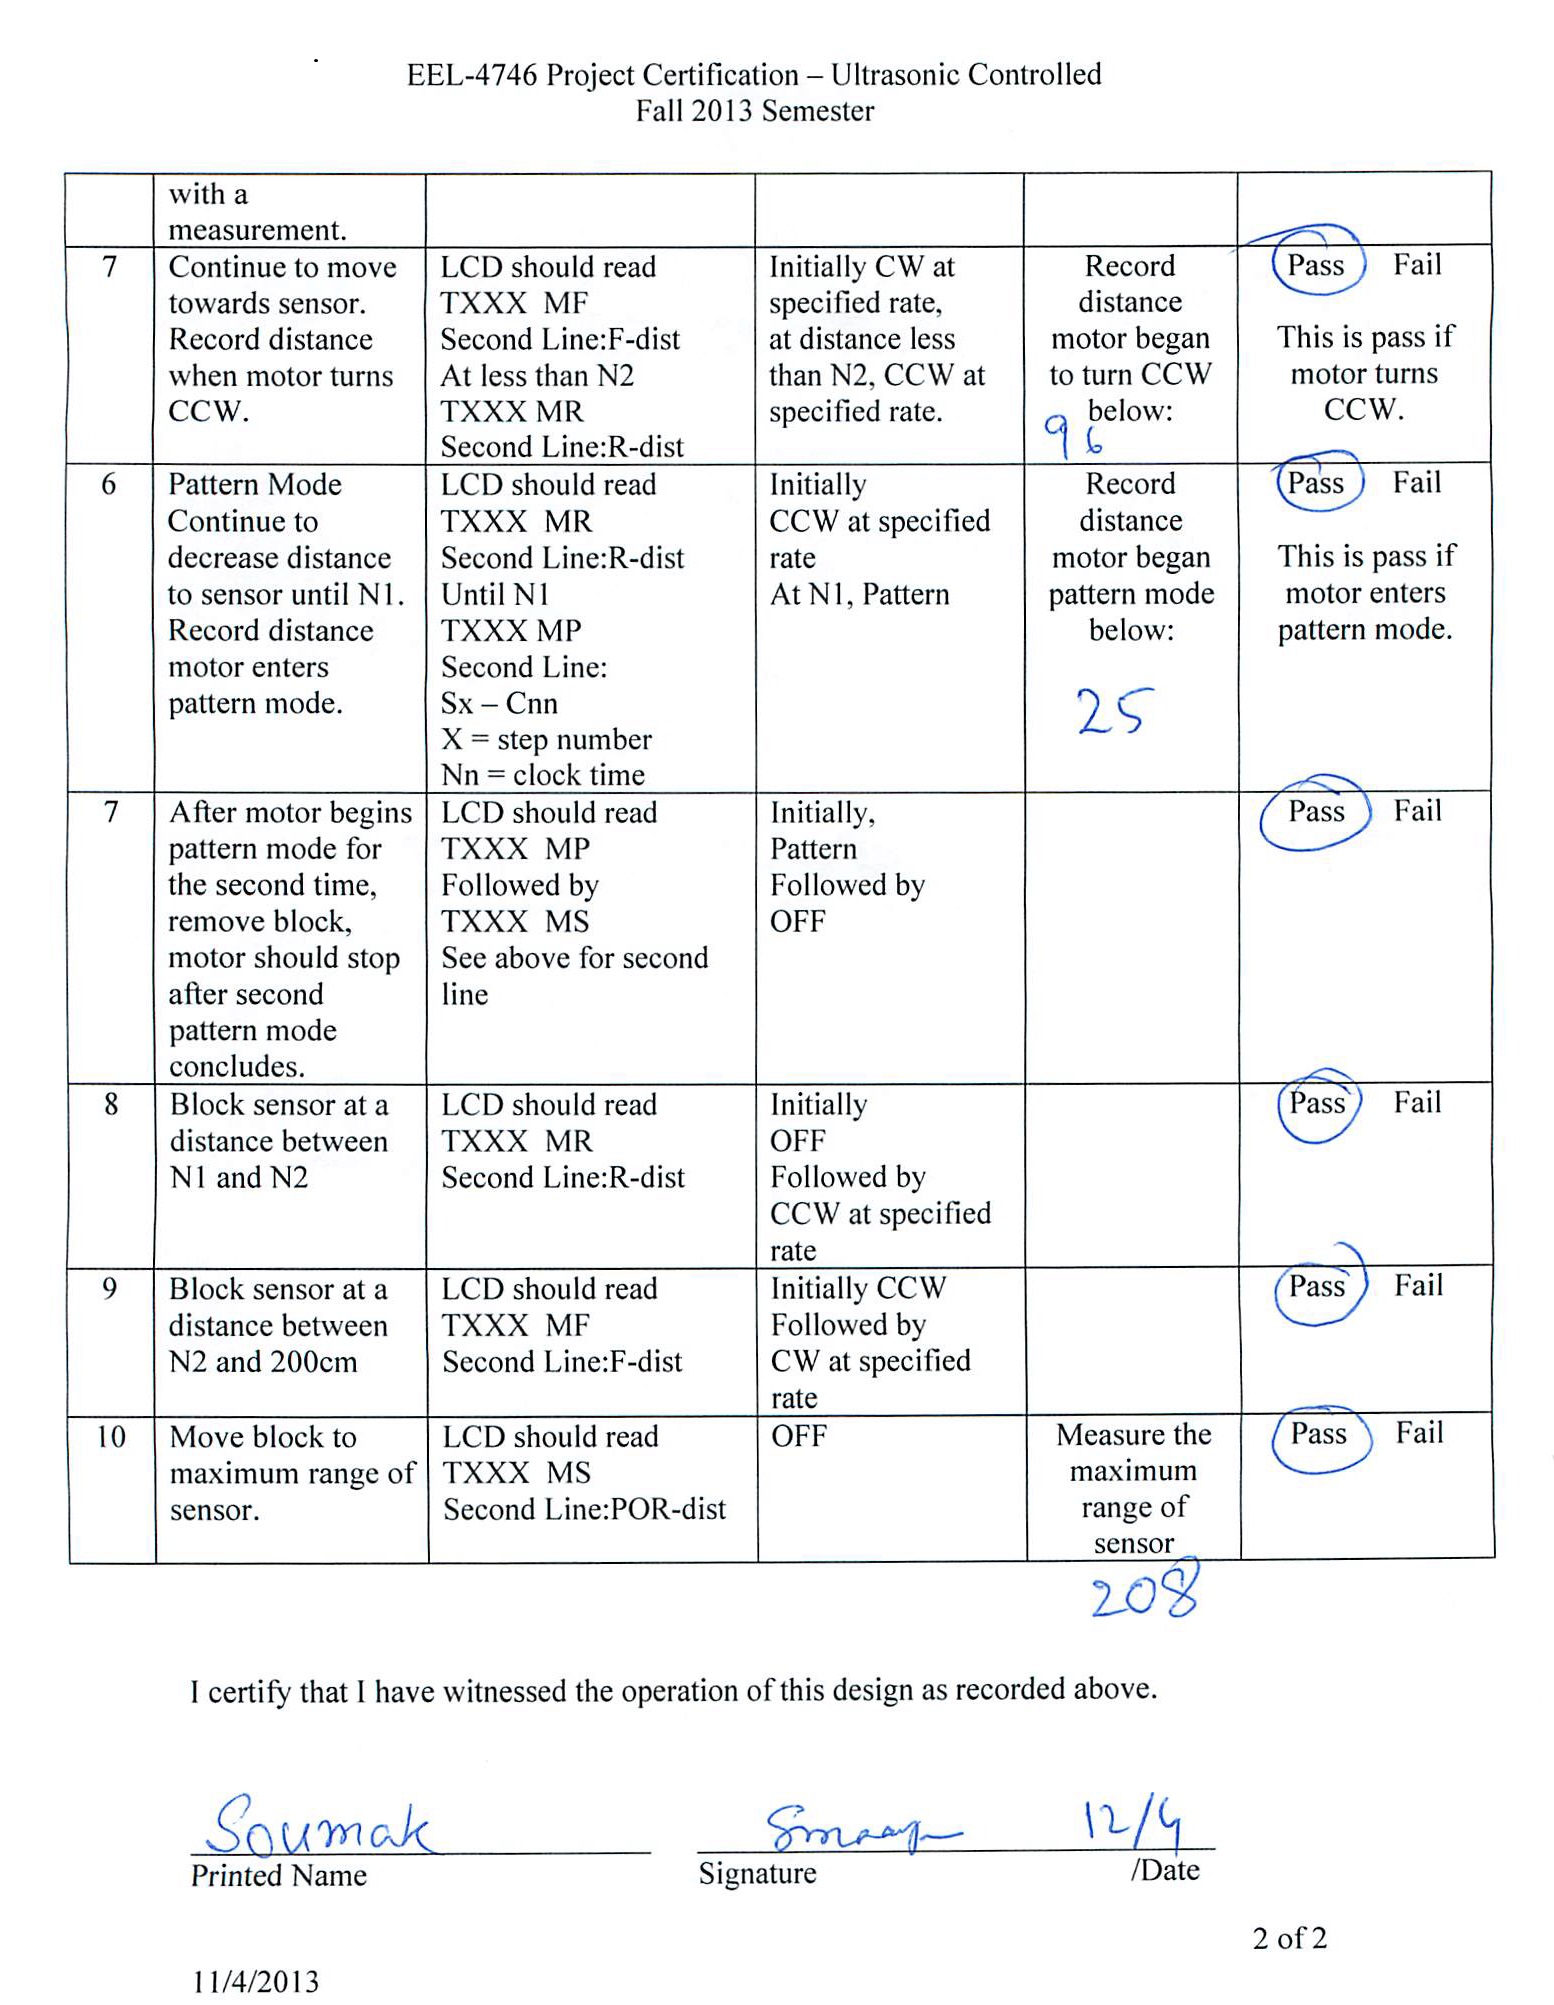 EEL-4746 Project Certification – Ultrasonic Controlled
Fall 2013 Semester
with a
measurement.
7
Continue to move
towards sensor.
Record distance
when motor turns
CCW.
LCD should read
TXXX MF
Second Line:F-dist
At less than N2
TXXX MR
Second Line:R-dist
Initially CW at
specified rate,
at distance less
than N2, CCW at
specified rate.
Record
distance
motor began
to turn CCW
below:
96
Pass Fail
This is pass if
motor turns
CCW.
6
Pattern Mode
Continue to
decrease distance
to sensor until N1.
Record distance
motor enters
pattern mode.
LCD should read
TXXX MR
Second Line:R-dist
Until N1
TXXX MP
Second Line:
Sx – Cnn
X = step number
Nn = clock time
Initially
CCW at specified
rate
At N1, Pattern
Record
distance
motor began
pattern mode
below:
25
Pass Fail
This is pass if
motor enters
pattern mode.
7
After motor begins
pattern mode for
the second time,
remove block,
motor should stop
after second
pattern mode
concludes.
LCD should read
TXXX MP
Followed by
TXXX MS
See above for second
line
Initially,
Pattern
Followed by
OFF
Pass Fail
8
Block sensor at a
distance between
N1 and N2
LCD should read
TXXX MR
Second Line:R-dist
Initially
OFF
Followed by
CCW at specified
rate
Pass Fail
9
Block sensor at a
distance between
N2 and 200cm
LCD should read
TXXX MF
Second Line:F-dist
Initially CCW
Followed by
CW at specified
rate
Pass Fail
10
Move block to
maximum range of
sensor.
LCD should read
TXXX MS
Second Line:POR-dist
OFF
Measure the
maximum
range of
sensor
208
Pass Fail
I certify that I have witnessed the operation of this design as recorded above.
Soumak 12/4
Printed Name Signature /Date
2 of 2
11/4/2013